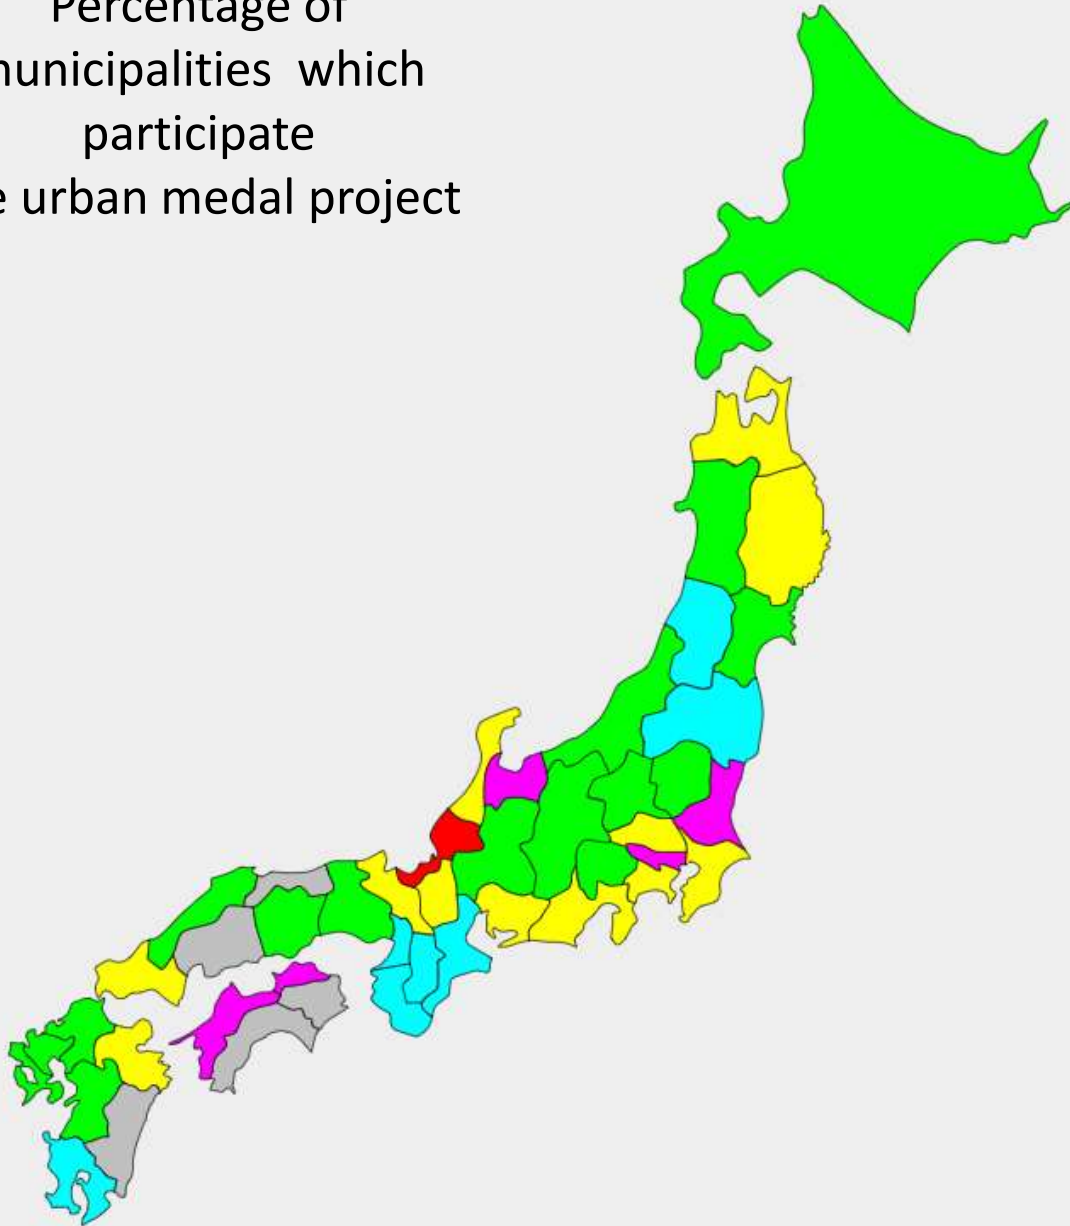 Percentage of
unicipalities which
participate
urban medal project